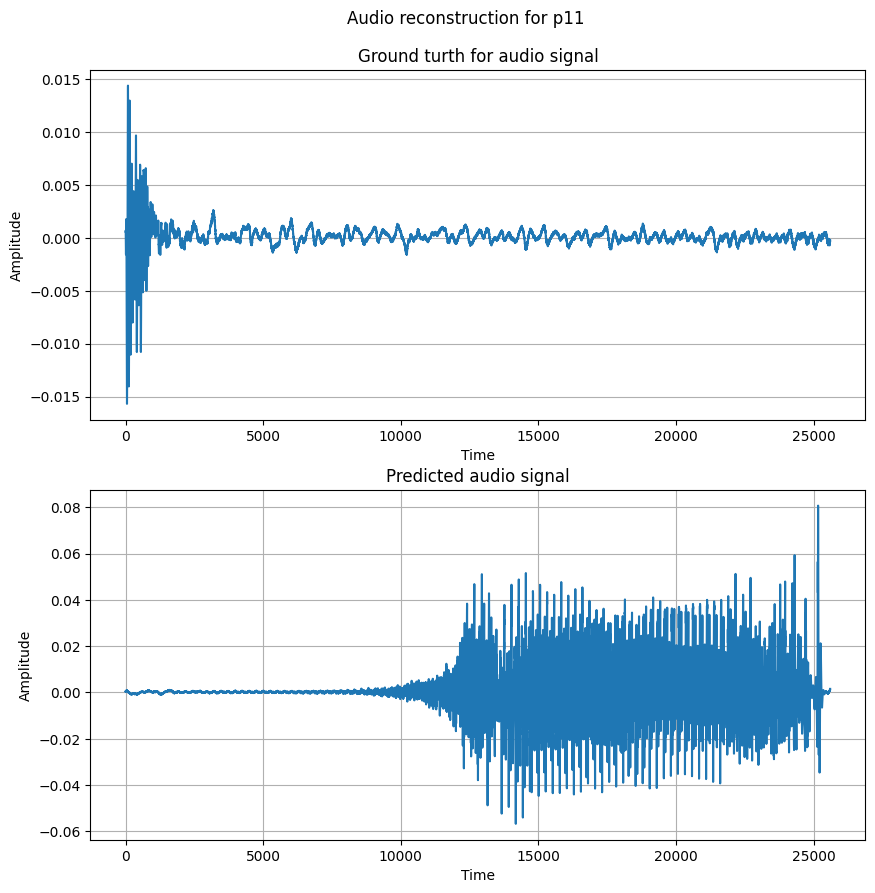 Audio reconstruction for p11
Ground turth for audio signal
0.015
0.010
0.005
0.000
−0.005
−0.010
−0.015
Amplitude
0 5000 10000 15000 20000 25000
Time
Predicted audio signal
0.08
0.06
0.04
0.02
0.00
−0.02
−0.04
−0.06
Amplitude
0 5000 10000 15000 20000 25000
Time